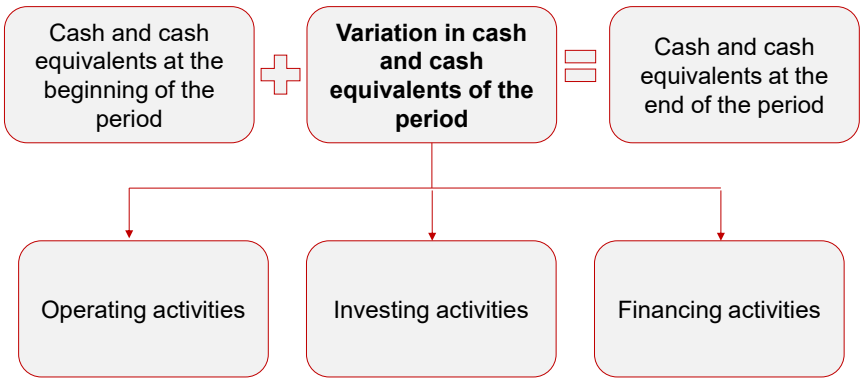 Cash and cash
equivalents at the
beginning of the
period
Variation in cash
and cash
equivalents of the
period
Cash and cash
equivalents at the
end of the period
Operating activities
Investing activities
Financing activities